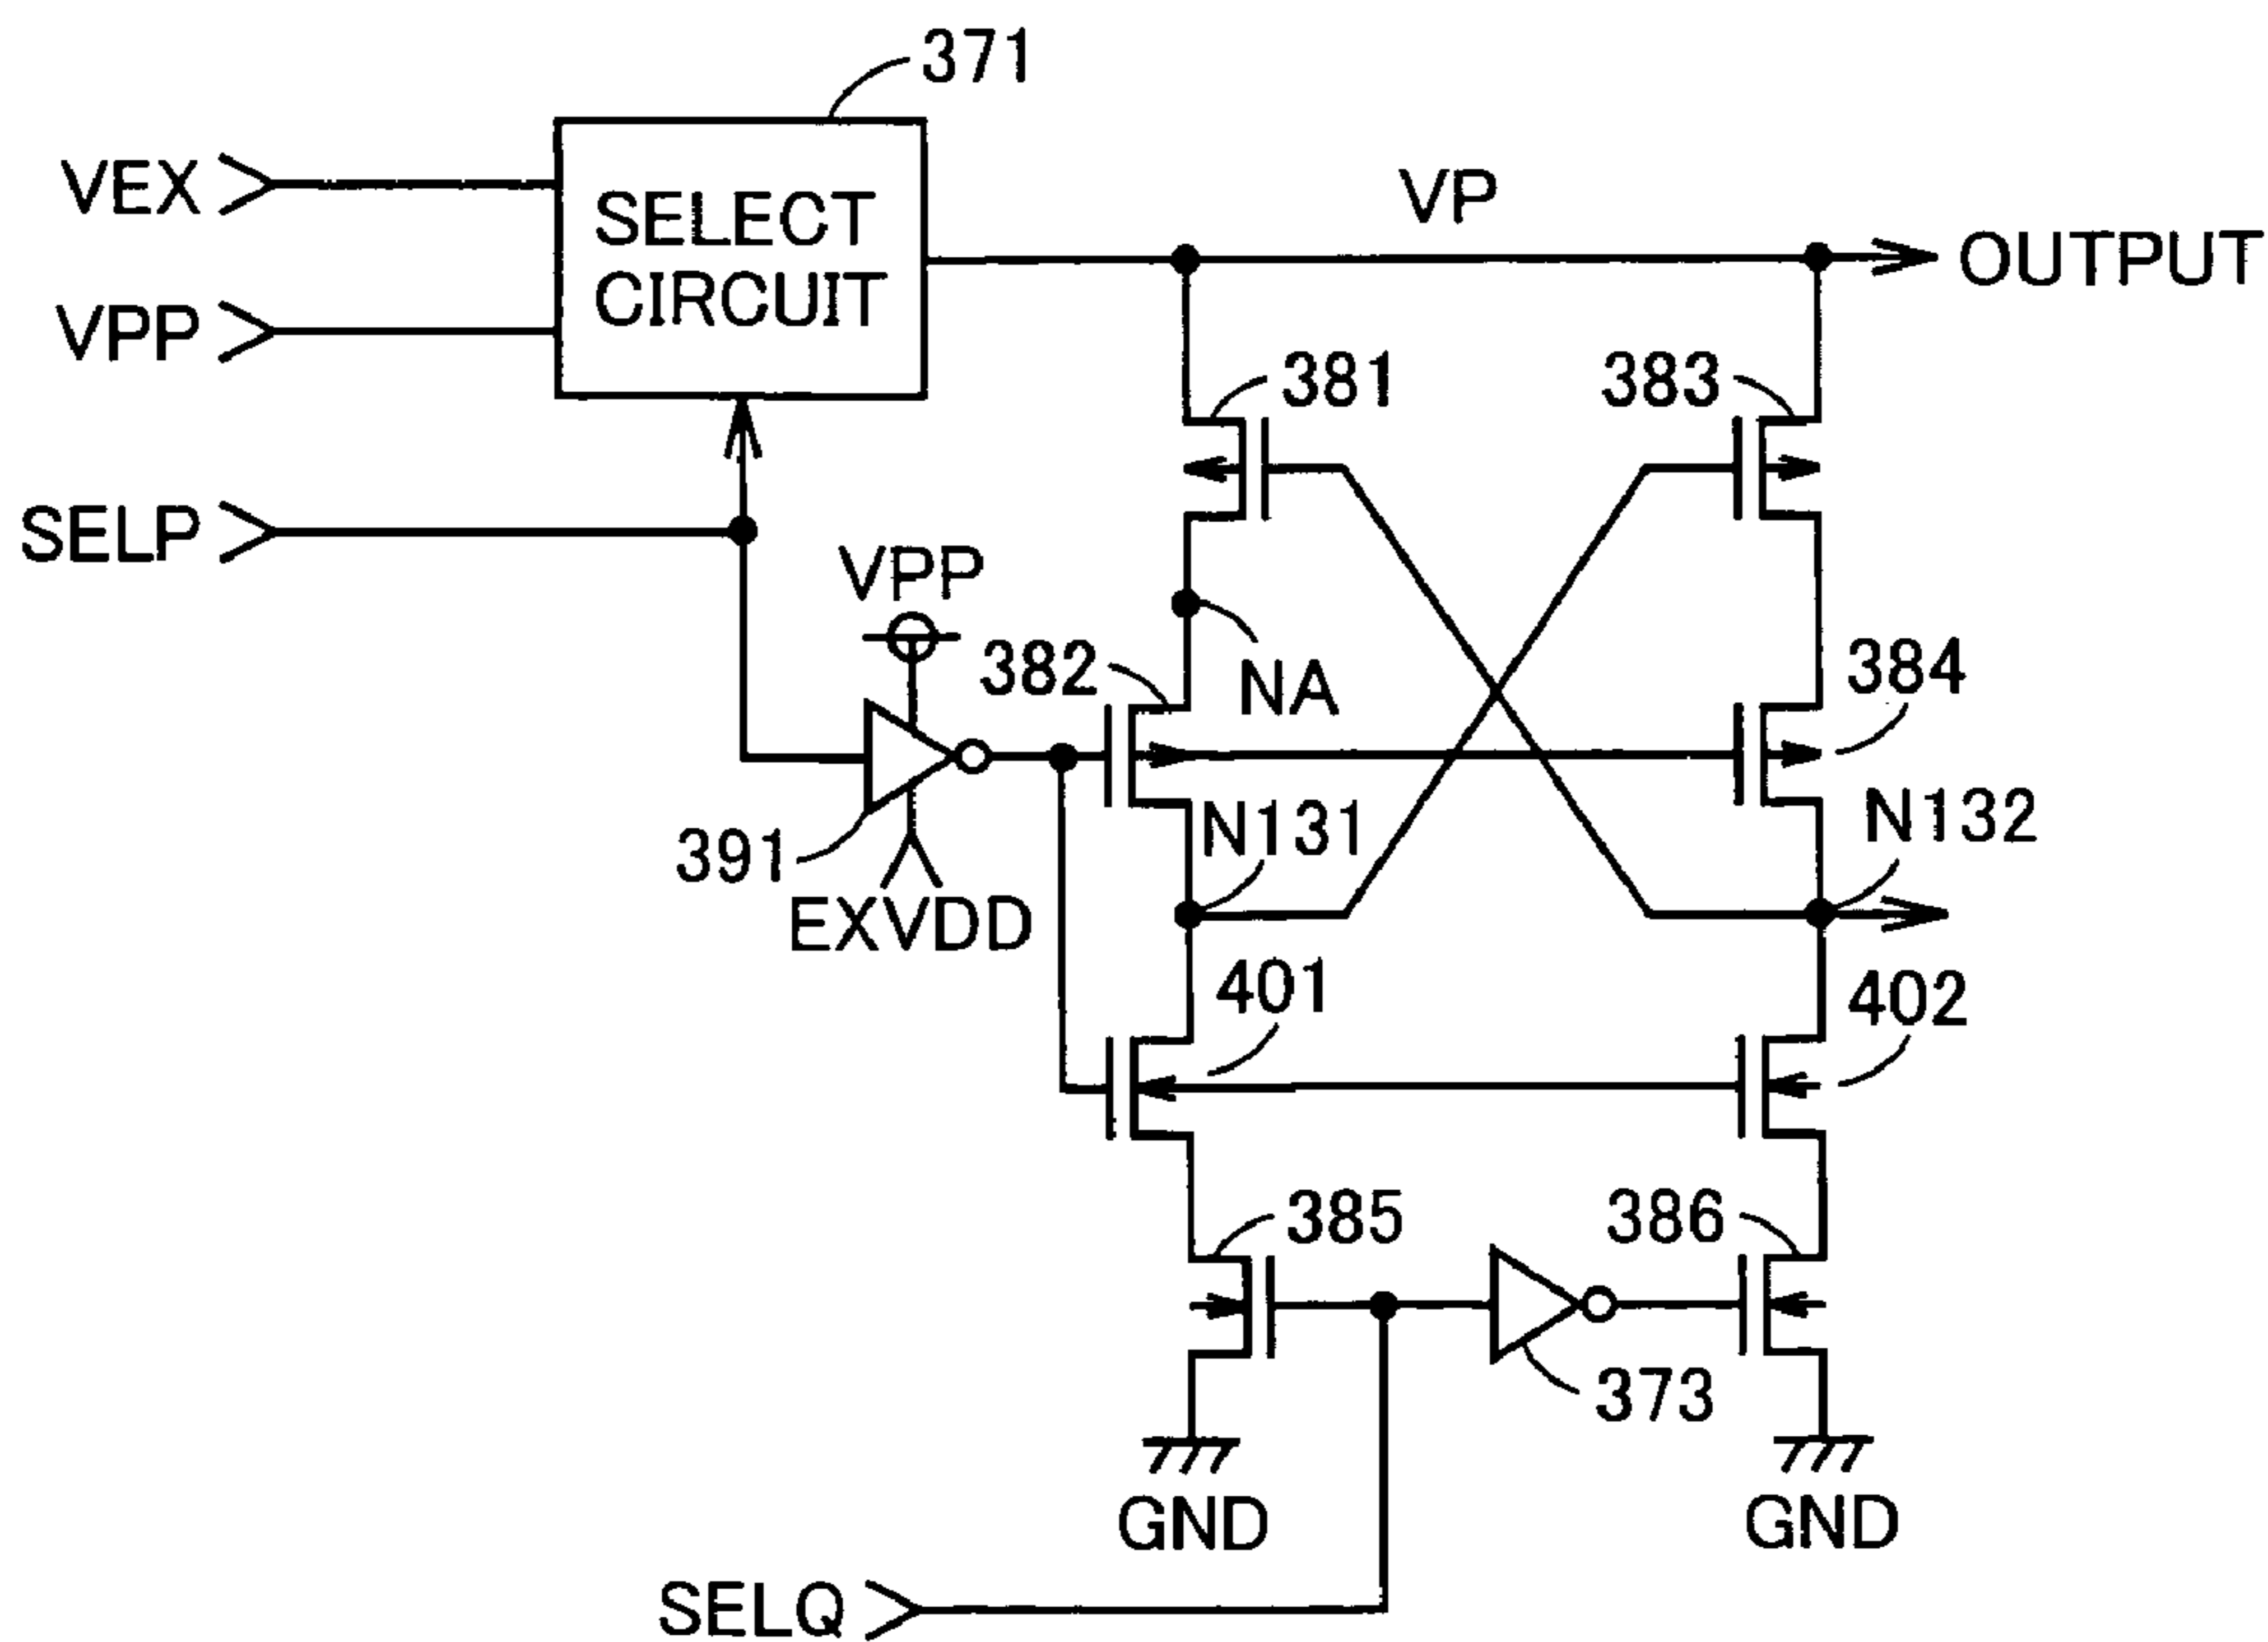 371
VEX
SELECT
CIRCUIT
VP
OUTPUT
VPP
381
383
SELP
VPP
382
NA
384
N131
N132
391
EXVDD
401
402
385
386
373
GND
GND
SELQ